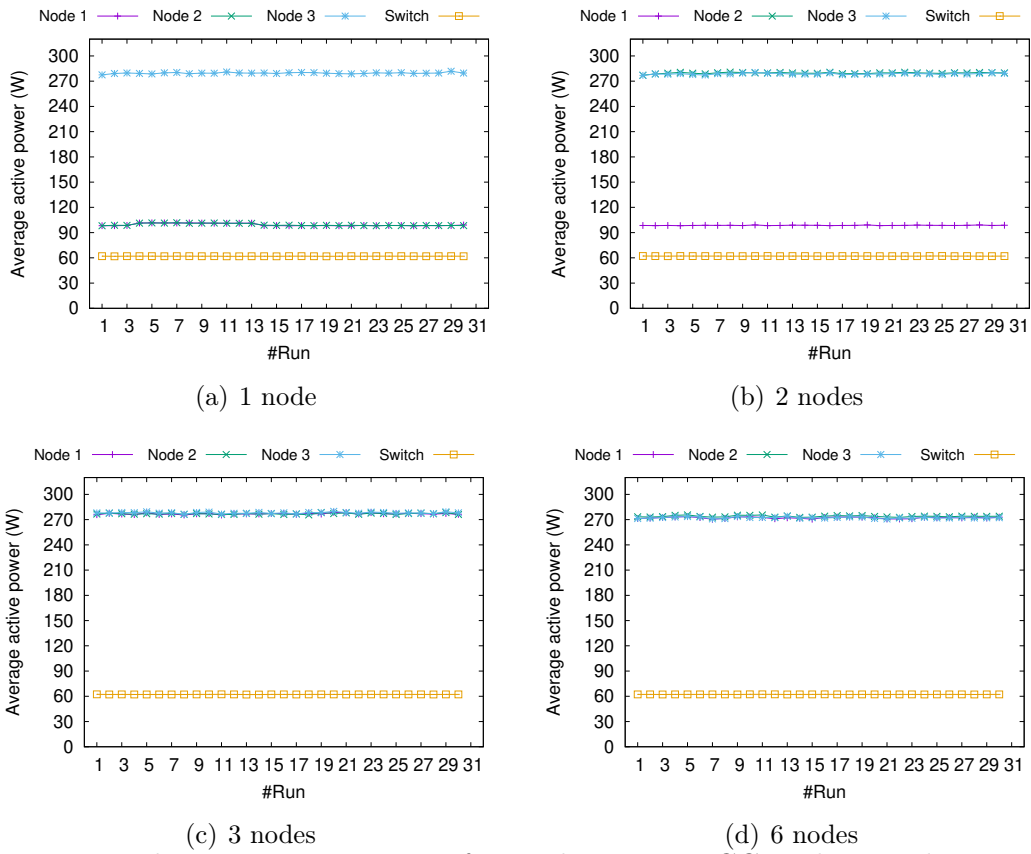 Node 1 Node 2 Node 3 Switch
300
270
240
210
180
150
120
90
60
30
0
Average active power (W)
1 3 5 7 9 11 13 15 17 19 21 23 25 27 29 31
#Run
(a) 1 node
Node 1 Node 2 Node 3 Switch
300
270
240
210
180
150
120
90
60
30
0
Average active power (W)
1 3 5 7 9 11 13 15 17 19 21 23 25 27 29 31
#Run
(b) 2 nodes
Node 1 Node 2 Node 3 Switch
300
270
240
210
180
150
120
90
60
30
0
Average active power (W)
1 3 5 7 9 11 13 15 17 19 21 23 25 27 29 31
#Run
(c) 3 nodes
Node 1 Node 2 Node 3 Switch
300
270
240
210
180
150
120
90
60
30
0
Average active power (W)
1 3 5 7 9 11 13 15 17 19 21 23 25 27 29 31
#Run
(d) 6 nodes